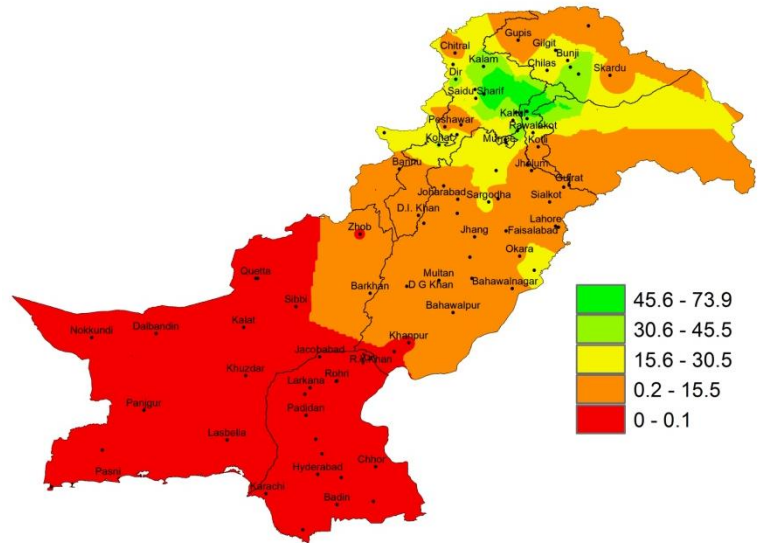 Gupis
Chitral
Gilgit
Bunji
Kalam
Chilas
Skardu
Dir
Saidu Sharif
Kakul
Peshawar
Rawalakot
Kohat
Murree
Kotli
Bannu
Jhelum
Gujrat
Joharabad
Sargodha
Sialkot
D.I. Khan
Zhob
Lahore
Jhang
Faisalabad
Okara
Quetta
Multan
Barkhan
D G Khan
Bahawalnagar
Sibbi
Bahawalpur
Kalat
Nokkundi
Dalbandin
Khanpur
Jacobabad
Khuzdar
Rohri
Larkana
Panjgur
Padidan
Lasbella
Pasni
Hyderabad
Chhor
Karachi
Badin
45.6 - 73.9
30.6 - 45.5
15.6 - 30.5
0.2 - 15.5
0 - 0.1